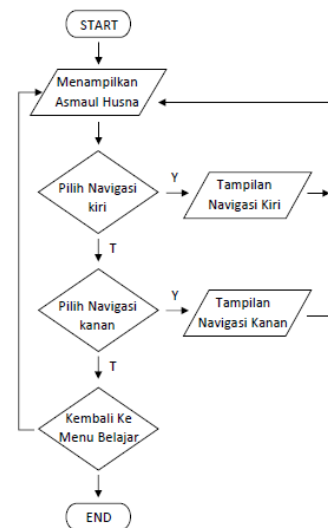 START
Menampilkan
Asmaul Husna
Pilih Navigasi
kiri
Y
Tampilan
Navigasi Kiri
T
Pilih Navigasi
kanan
Y
Tampilan
Navigasi Kanan
T
Kembali Ke
Menu Belajar
END